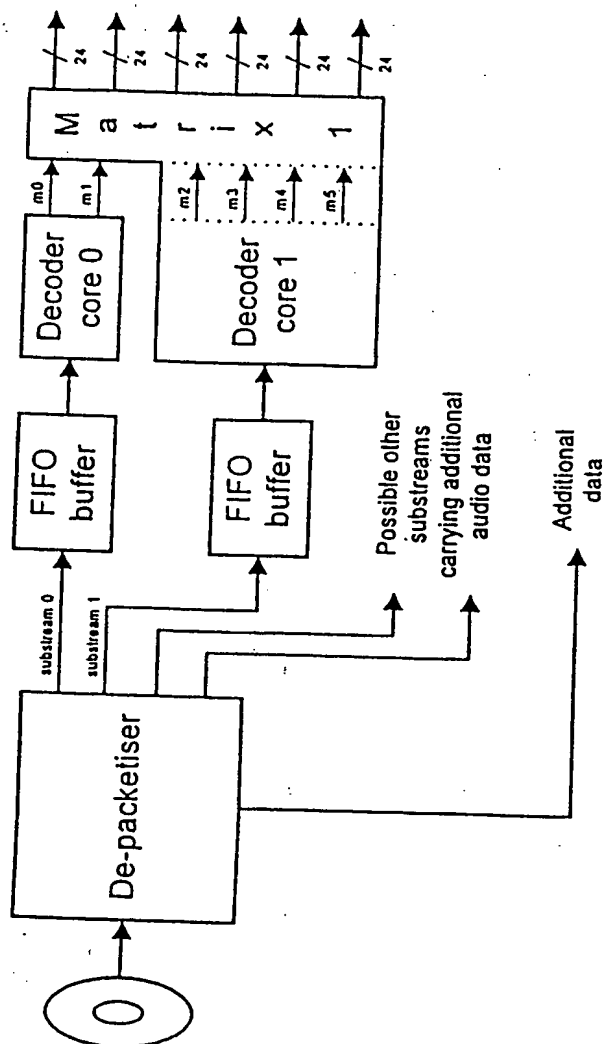 De-packetiser
substream 0
substream 1
FIFO
buffer
FIFO
buffer
Decoder
core 0
Decoder
core 1
m0
m1
m2
m3
m4
m5
M a t r i x 1
24
24
24
24
24
24
Possible other
substreams
carrying additional
audio data
Additional
data